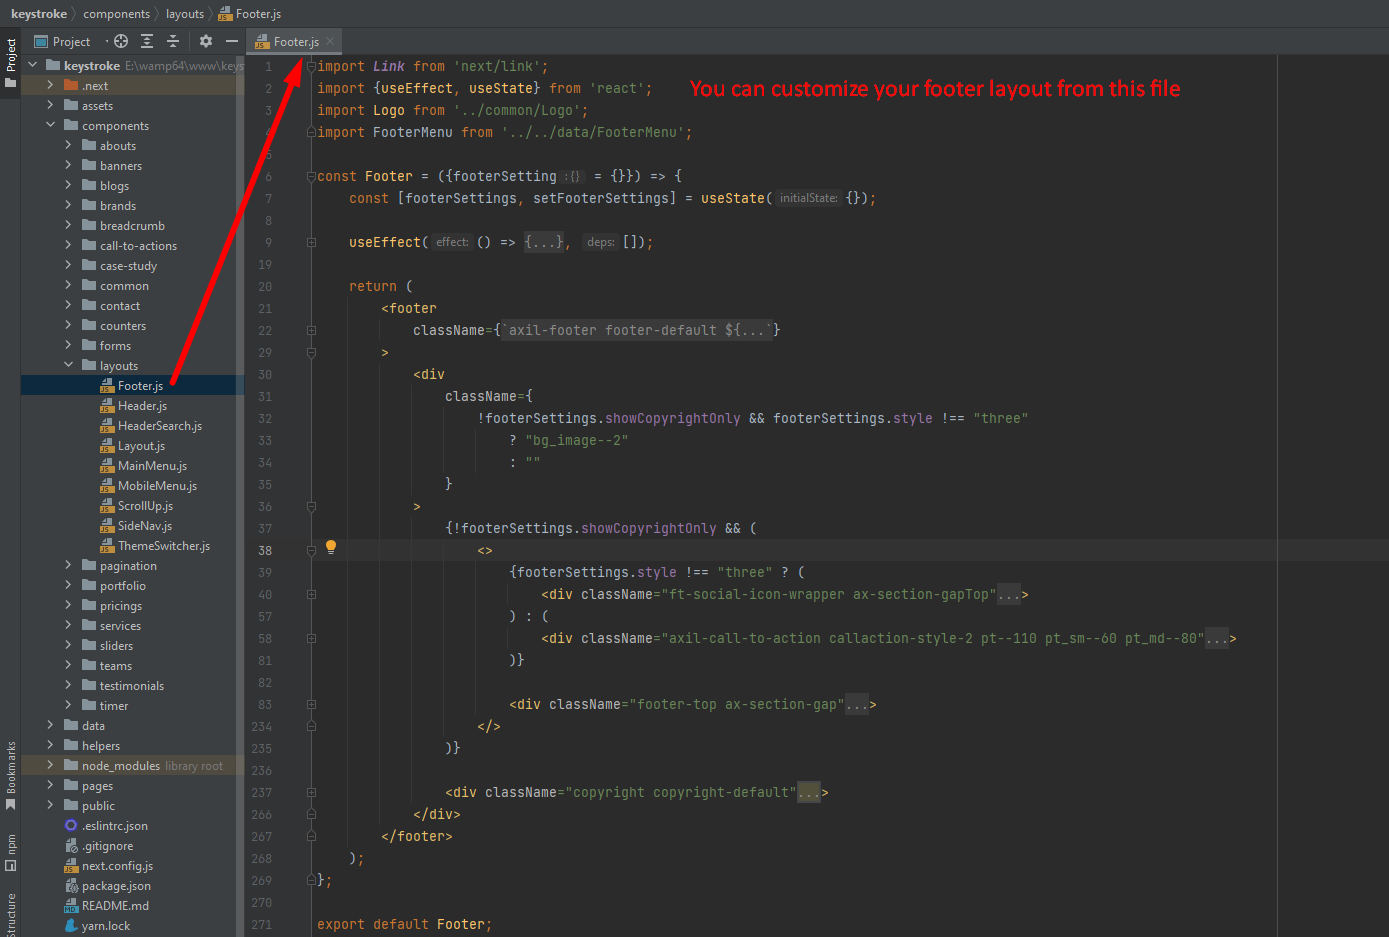 keystroke components layouts Footer.js
Project
Footer.js
Project
keystroke E:\wamp64\www\keys
.next
assets
components
abouts
banners
blogs
brands
breadcrumb
call-to-actions
case-study
common
contact
counters
forms
layouts
Footer.js
Header.js
HeaderSearch.js
Layout.js
MainMenu.js
MobileMenu.js
ScrollUp.js
SideNav.js
ThemeSwitcher.js
pagination
portfolio
pricings
services
sliders
teams
testimonials
timer
data
helpers
node_modules library root
pages
public
.eslintrc.json
.gitignore
next.config.js
package.json
README.md
yarn.lock
Bookmarks
npm
Structure
You can customize your footer layout from this file
1 import Link from 'next/link';
2 import {useEffect, useState} from 'react';
3 import Logo from '../common/Logo';
4 import FooterMenu from '../../data/FooterMenu';
5
6 const Footer = ({footerSetting :{} = {}}) => {
7 const [footerSettings, setFooterSettings] = useState( initialState: {});
8
9 useEffect( effect: () => {...}, deps: []);
19
20 return (
21 <footer
22 className={`axil-footer footer-default ${...`}
29 >
30 <div
31 className={
32 !footerSettings.showCopyrightOnly && footerSettings.style !== "three"
33 ? "bg_image--2"
34 : ""
35 }
36 >
37 {!footerSettings.showCopyrightOnly && (
38 <>
39 {footerSettings.style !== "three" ? (
40 <div className="ft-social-icon-wrapper ax-section-gapTop"...>
57 ) : (
58 <div className="axil-call-to-action callaction-style-2 pt--110 pt_sm--60 pt_md--80"...>
81 )}
82
83 <div className="footer-top ax-section-gap"...>
234 </>
235 )}
236
237 <div className="copyright copyright-default"...>
266 </div>
267 </footer>
268 );
269 };
270
271 export default Footer;